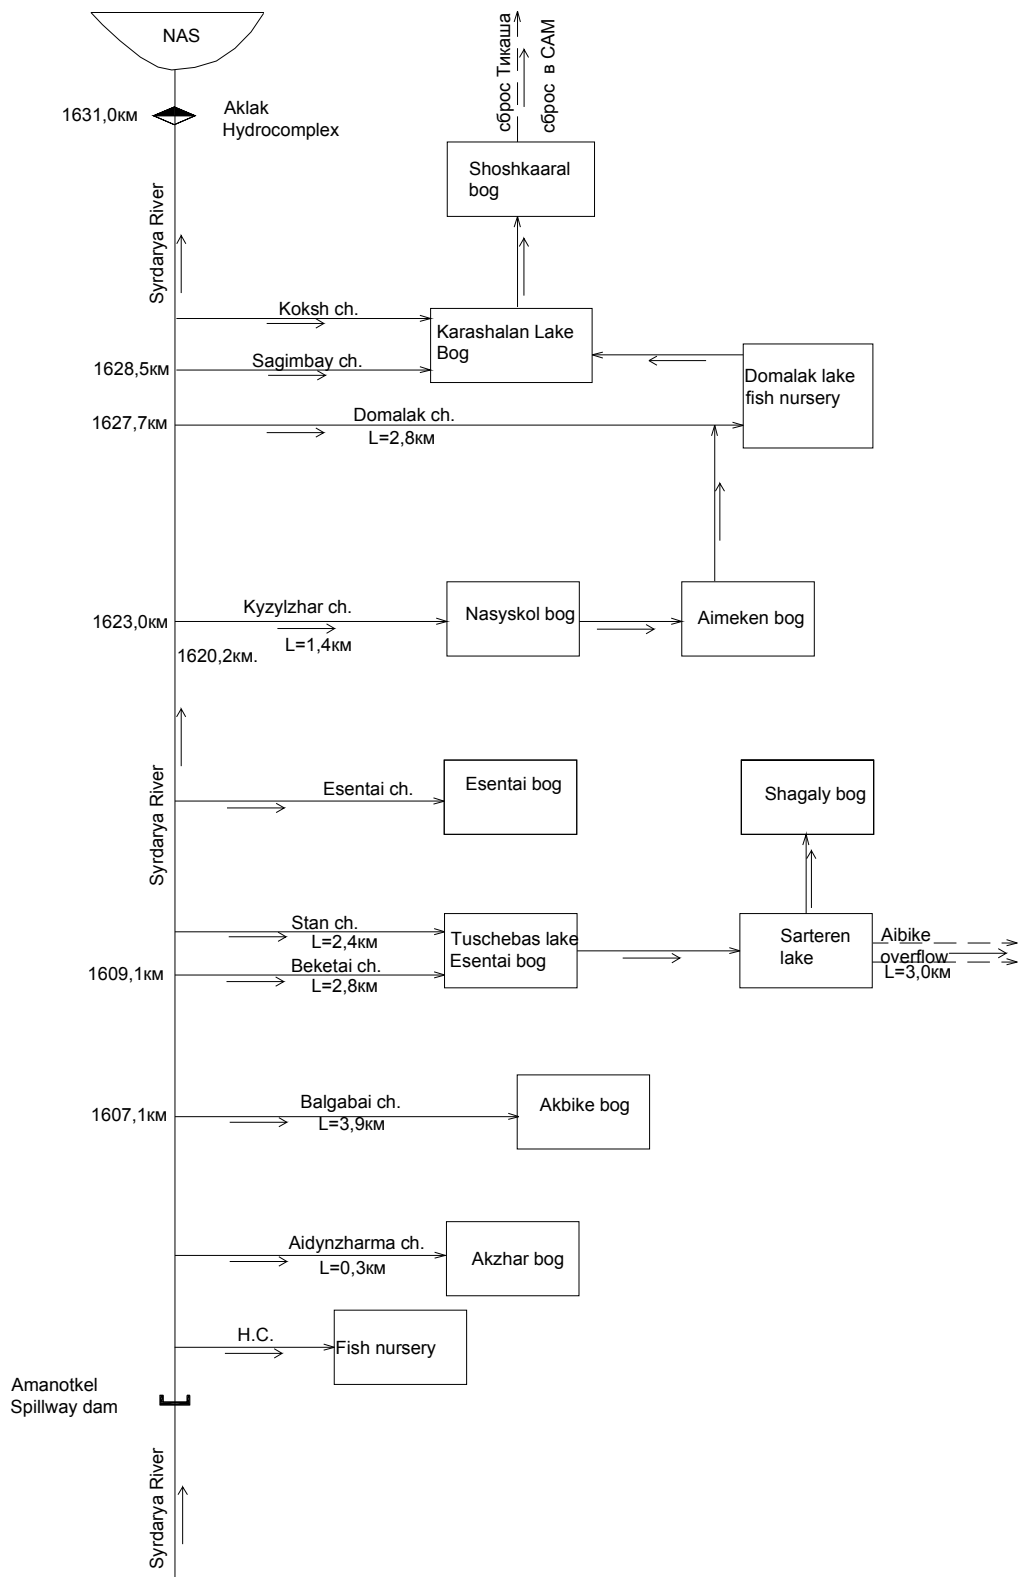 NAS
сброс Тикаша
сброс в САМ
1631,0км
Aklak
Hydrocomplex
Shoshkaaral
bog
Syrdarya River
Koksh ch.
Karashalan Lake
Bog
Sagimbay ch.
1628,5км
Domalak lake
fish nursery
1627,7км
Domalak ch.
L=2,8км
Kyzylzhar ch.
1623,0км
L=1,4км
Nasyskol bog
Aimeken bog
1620,2км.
Syrdarya River
Esentai ch.
Esentai bog
Shagaly bog
Stan ch.
L=2,4км
Tuschebas lake
Esentai bog
Sarteren
lake
Aibike
overflow
L=3,0км
1609,1км
Beketai ch.
L=2,8км
1607,1км
Balgabai ch.
L=3,9км
Akbike bog
Aidynzharma ch.
L=0,3км
Akzhar bog
H.C.
Fish nursery
Amanotkel
Spillway dam
Syrdarya River